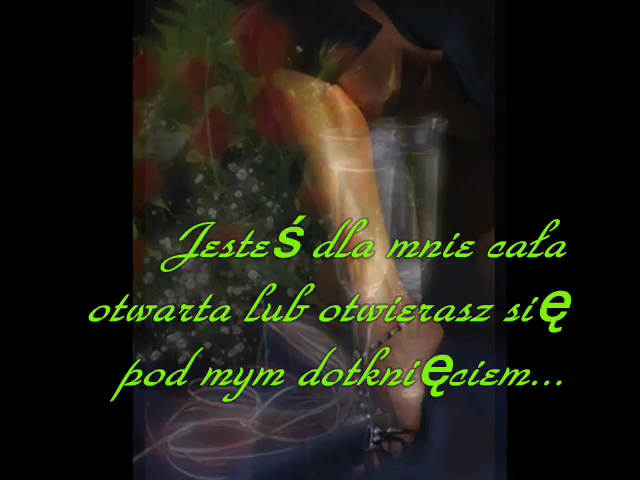 Jesteś dla mnie cała
otwarta lub otwierasz się
pod mym dotknięciem...